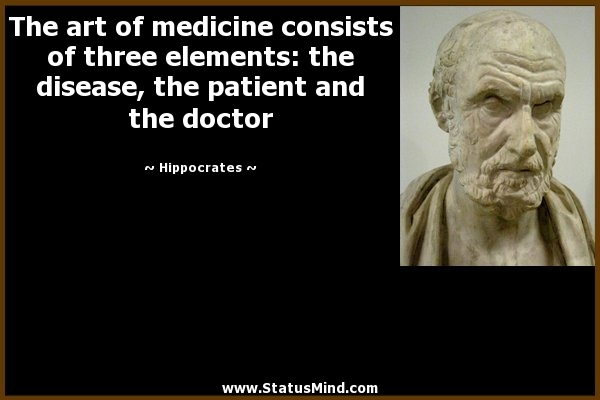 The art of medicine consists
of three elements: the
disease, the patient and
the doctor
~ Hippocrates ~
www.StatusMind.com